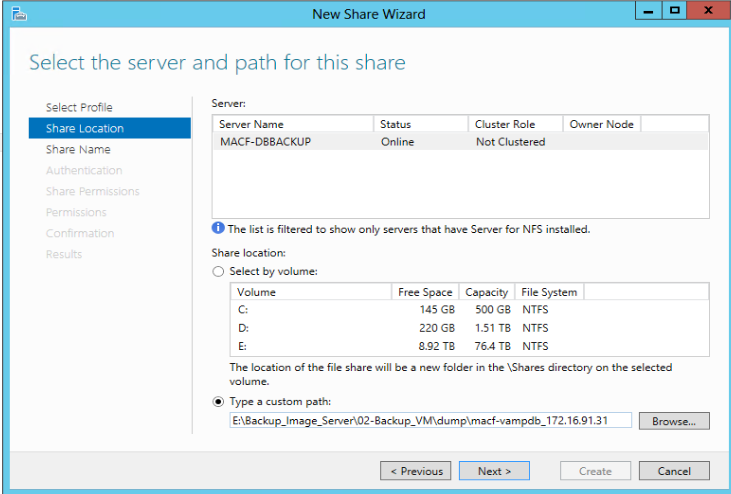 New Share Wizard
Select the server and path for this share
Select Profile
Share Location
Share Name
Authentication
Share Permissions
Permissions
Confirmation
Results
Server:
Server Name Status Cluster Role Owner Node
MACF-DBBACKUP Online Not Clustered
The list is filtered to show only servers that have Server for NFS installed.
Share location:
Select by volume:
Volume Free Space Capacity File System
C: 145 GB 500 GB NTFS
D: 220 GB 1.51 TB NTFS
E: 8.92 TB 76.4 TB NTFS
The location of the file share will be a new folder in the \Shares directory on the selected
volume.
Type a custom path:
E:\Backup_Image_Server\02-Backup_VM\dump\macf-vampdb_172.16.91.31 Browse...
< Previous Next > Create Cancel